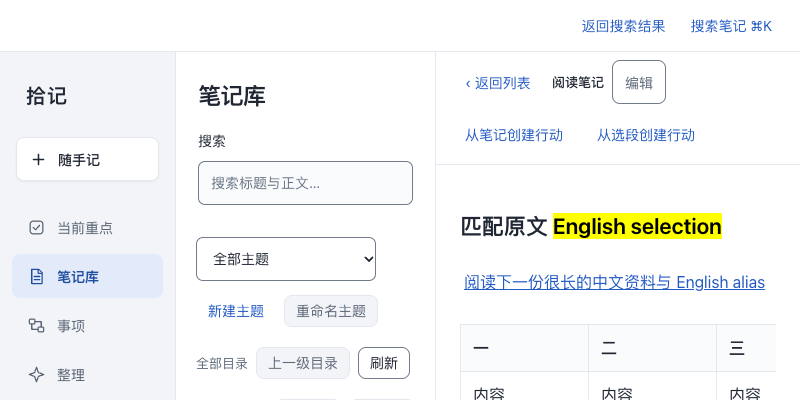 返回搜索结果 搜索笔记 ⌘K
拾记
随手记
当前重点
笔记库
事项
整理
笔记库
搜索
搜索标题与正文...
全部主题
新建主题 重命名主题
全部目录 上一级目录 刷新
‹ 返回列表 阅读笔记 编辑
从笔记创建行动 从选段创建行动
匹配原文 English selection
阅读下一份很长的中文资料与 English alias
一 二 三
内容 内容 内容